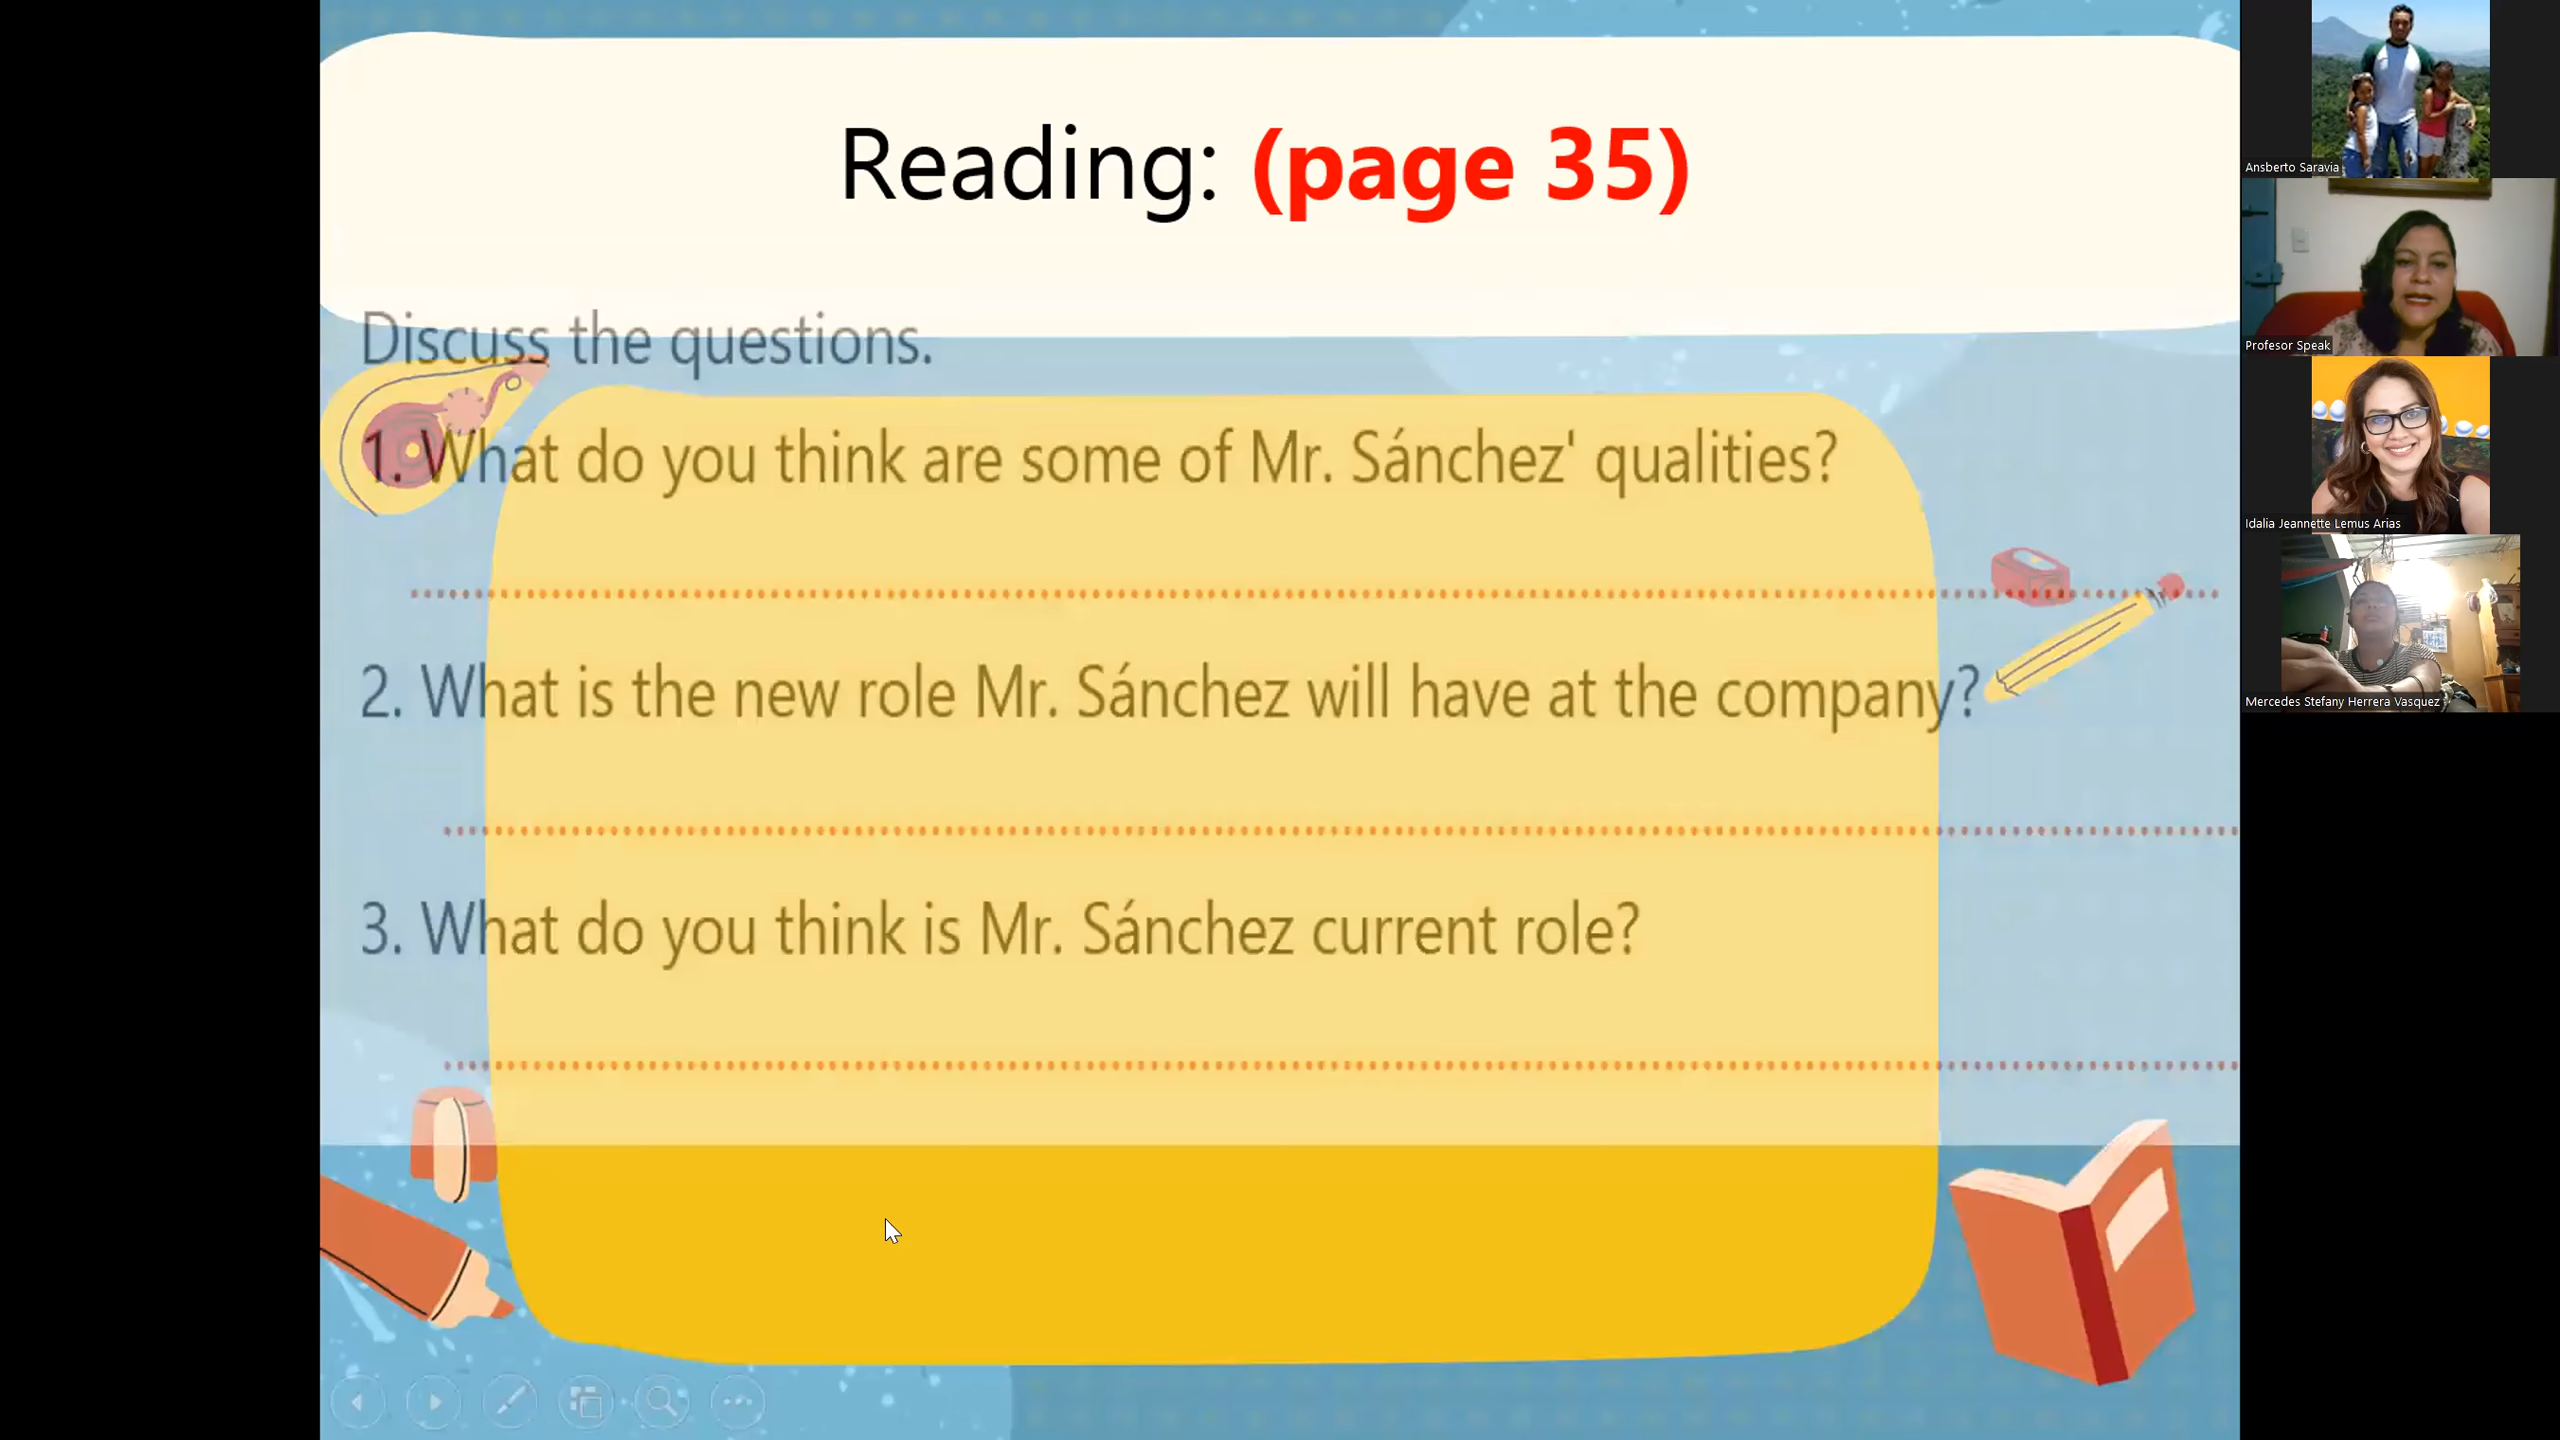 Reading: (page 35)
Discuss the questions.
1. What do you think are some of Mr. Sánchez' qualities?
2. What is the new role Mr. Sánchez will have at the company?
3. What do you think is Mr. Sánchez current role?
Ansberto Saravia
Profesor Speak
Idalia Jeannette Lemus Arias
Mercedes Stefany Herrera Vasquez